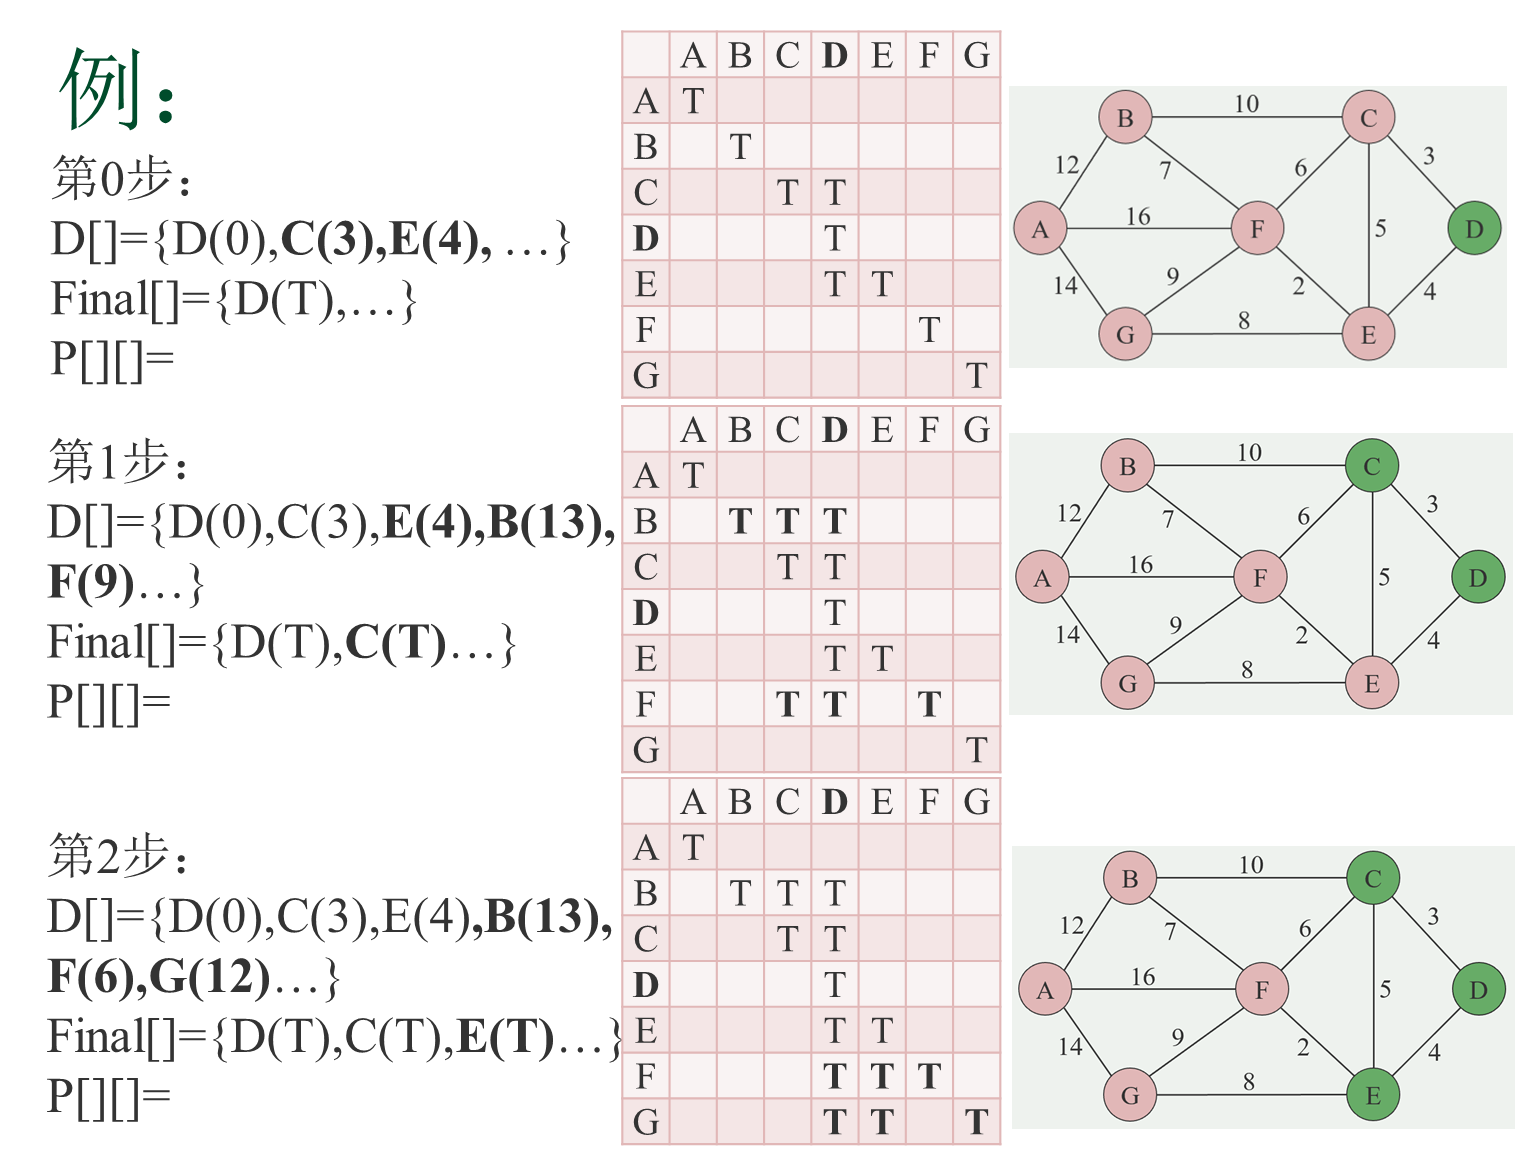 例：
第0步：
D[]={D(0),C(3),E(4), …}
Final[]={D(T),…}
P[][]=
A B C D E F G
A T
B T
C T T
D T
E T T
F T
G T
B 10 C
12 7 6 3
A 16 F 5 D
14 9 2 4
G 8 E
第1步：
D[]={D(0),C(3),E(4),B(13),
F(9)…}
Final[]={D(T),C(T)…}
P[][]=
A B C D E F G
A T
B T T T
C T T
D T
E T T
F T T T
G T
B 10 C
12 7 6 3
A 16 F 5 D
14 9 2 4
G 8 E
第2步：
D[]={D(0),C(3),E(4),B(13),
F(6),G(12)…}
Final[]={D(T),C(T),E(T)…}
P[][]=
A B C D E F G
A T
B T T T
C T T
D T
E T T
F T T T
G T T T
B 10 C
12 7 6 3
A 16 F 5 D
14 9 2 4
G 8 E